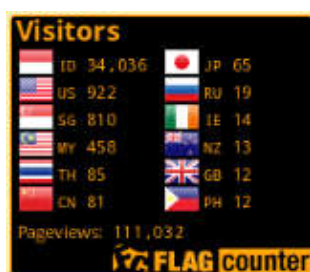 Visitors
ID 34,036 JP 65
US 922 RU 19
SG 810 IE 14
MY 458 NZ 13
TH 85 GB 12
CN 81 PH 12
Pageviews: 111,032
FLAG counter